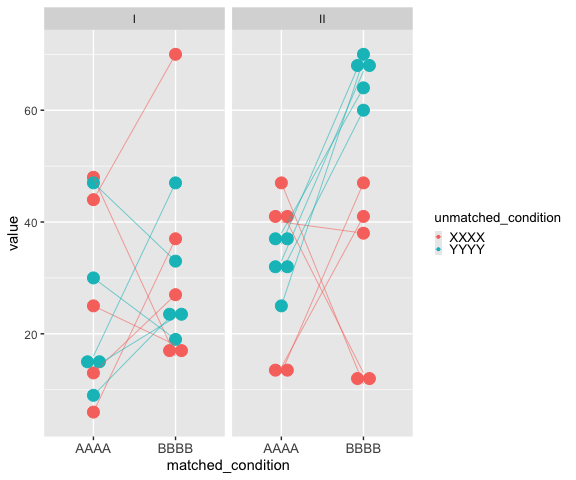 I
II
value
60
40
20
AAAA
BBBB
AAAA
BBBB
matched_condition
unmatched_condition
XXXX
YYYY